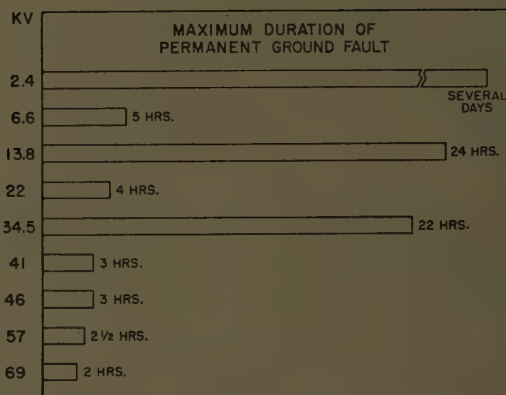 KV
MAXIMUM DURATION OF
PERMANENT GROUND FAULT
2.4
SEVERAL
DAYS
6.6 5 HRS.
13.8 24 HRS.
22 4 HRS.
34.5 22 HRS.
41 3 HRS.
46 3 HRS.
57 2 1/2 HRS.
69 2 HRS.